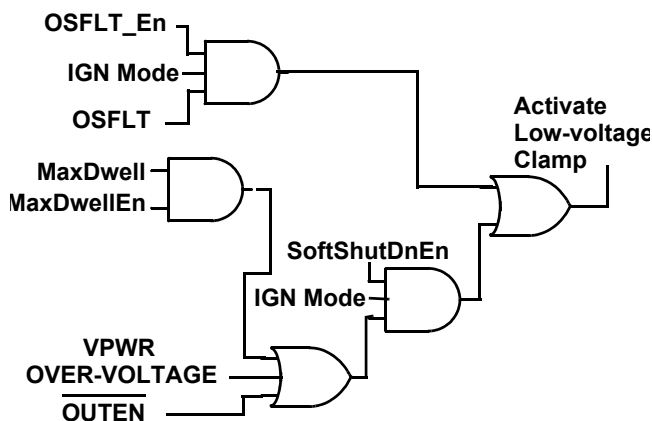 OSFLT_En
IGN Mode
OSFLT
Activate
Low-voltage
Clamp
MaxDwell
MaxDwellEn
SoftShutDnEn
IGN Mode
VPWR
OVER-VOLTAGE
OUTEN